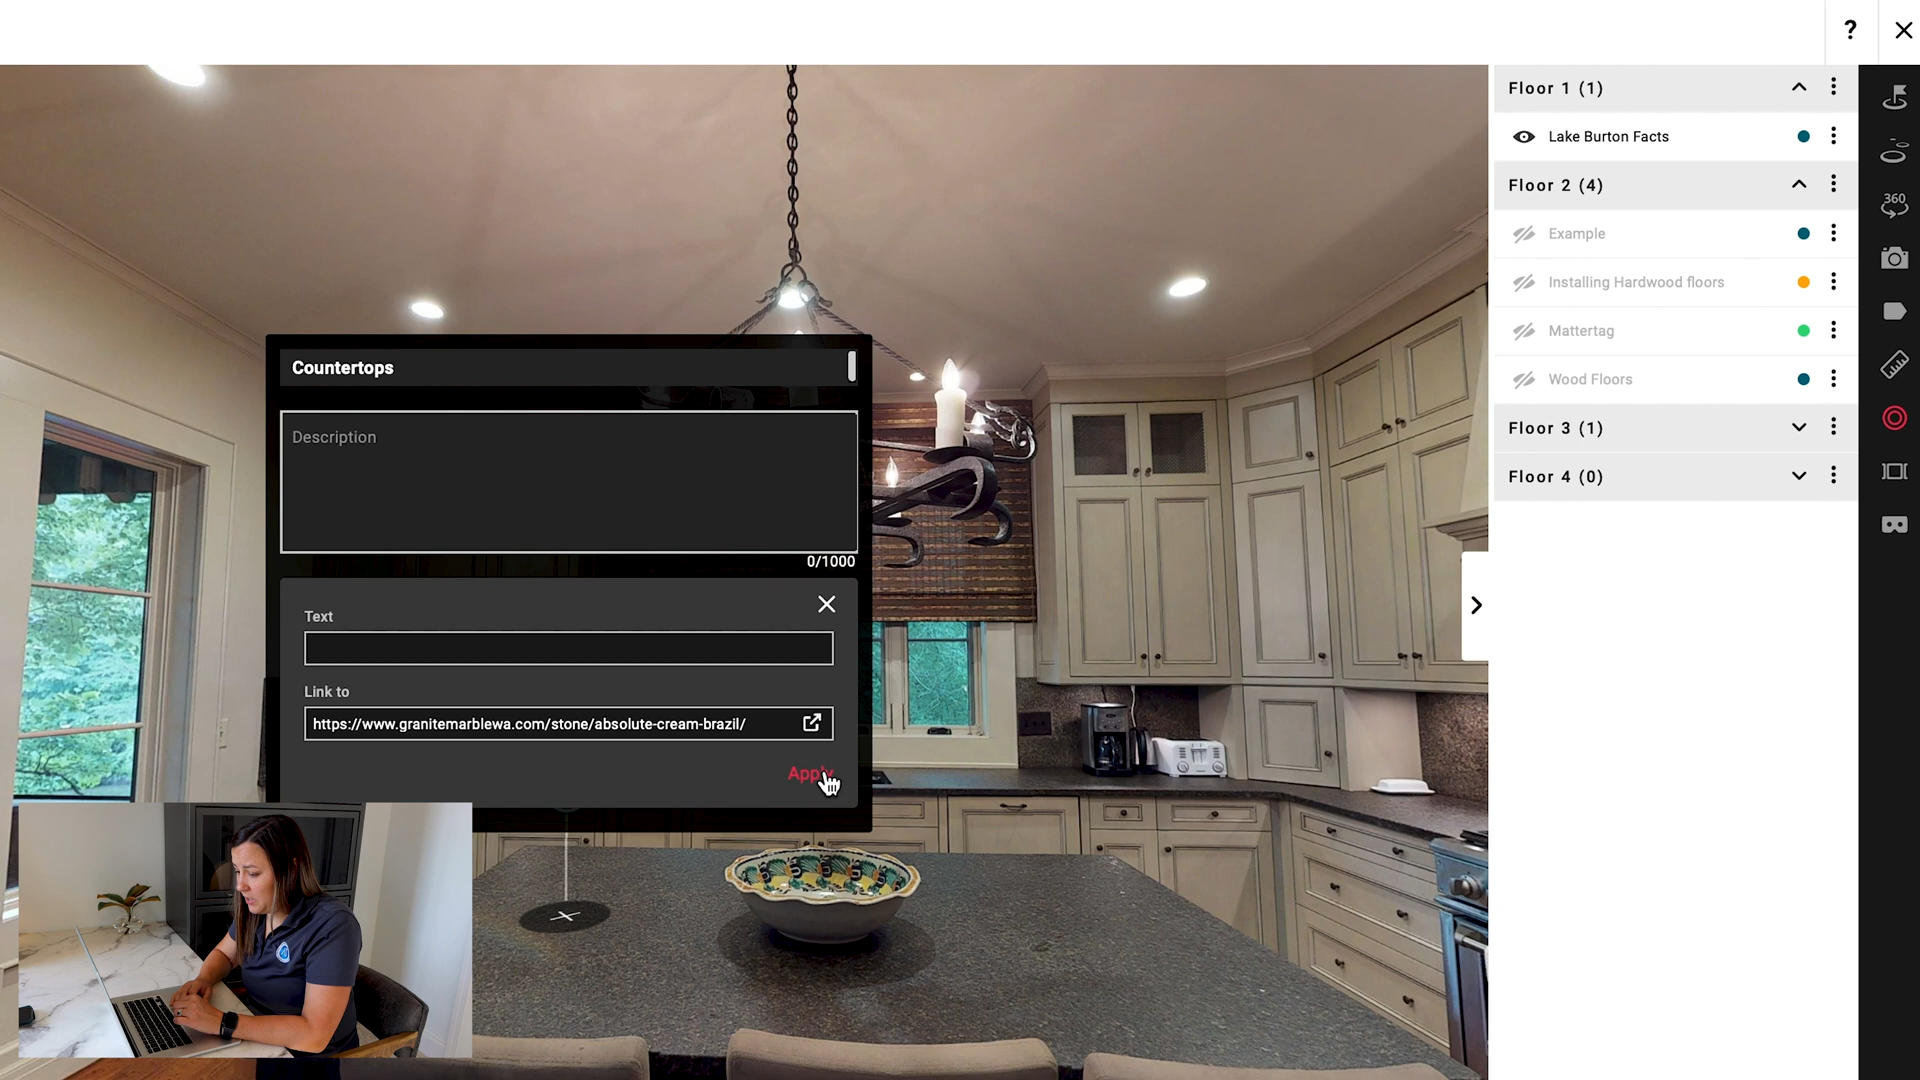 ?
Floor 1 (1)
Lake Burton Facts
Floor 2 (4)
Example
Installing Hardwood floors
Mattertag
Wood Floors
Floor 3 (1)
Floor 4 (0)
360
Countertops
Description
0/1000
Text
Link to
https://www.granitemarblewa.com/stone/absolute-cream-brazil/
Apply